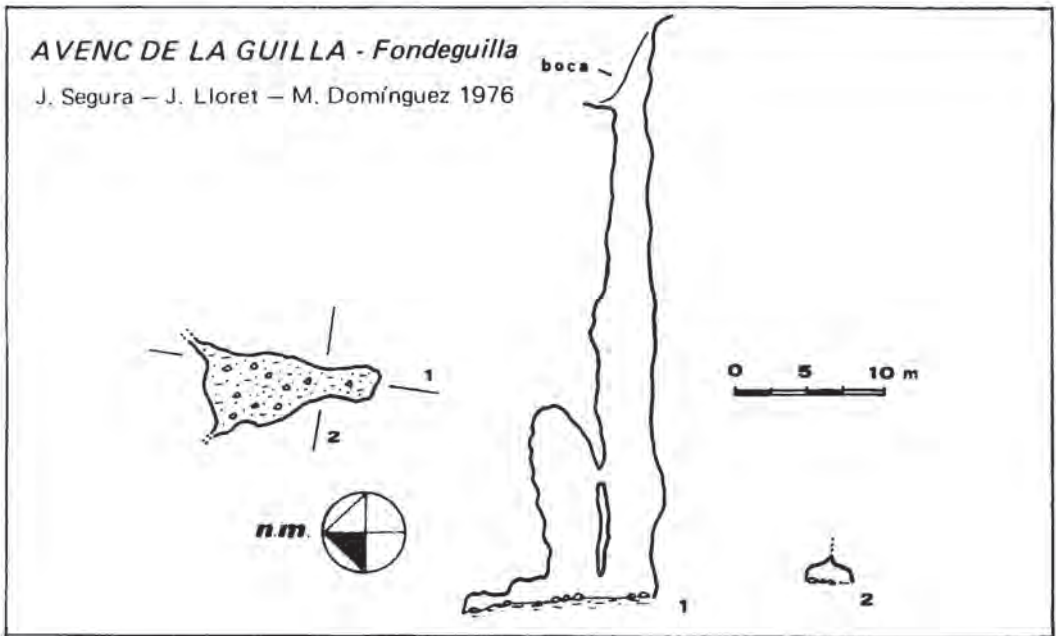 AVENC DE LA GUILLA - Fondeguilla
J. Segura – J. Lloret – M. Domínguez 1976
boca
0 5 10 m
1
2
n.m.
1
2